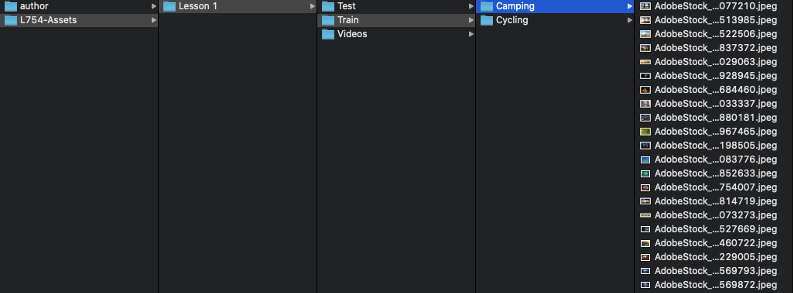 author
L754-Assets
Lesson 1
Test
Train
Videos
Camping
Cycling
AdobeStock_...077210.jpeg
AdobeStock_...513985.jpeg
AdobeStock_...522506.jpeg
AdobeStock_...837372.jpeg
AdobeStock_...029063.jpeg
AdobeStock_...928945.jpeg
AdobeStock_...684460.jpeg
AdobeStock_...033337.jpeg
AdobeStock_...880181.jpeg
AdobeStock_...967465.jpeg
AdobeStock_...198505.jpeg
AdobeStock_...083776.jpeg
AdobeStock_...852633.jpeg
AdobeStock_...754007.jpeg
AdobeStock_...814719.jpeg
AdobeStock_...073273.jpeg
AdobeStock_...527669.jpeg
AdobeStock_...460722.jpeg
AdobeStock_...229005.jpeg
AdobeStock_...569793.jpeg
AdobeStock_...569872.jpeg